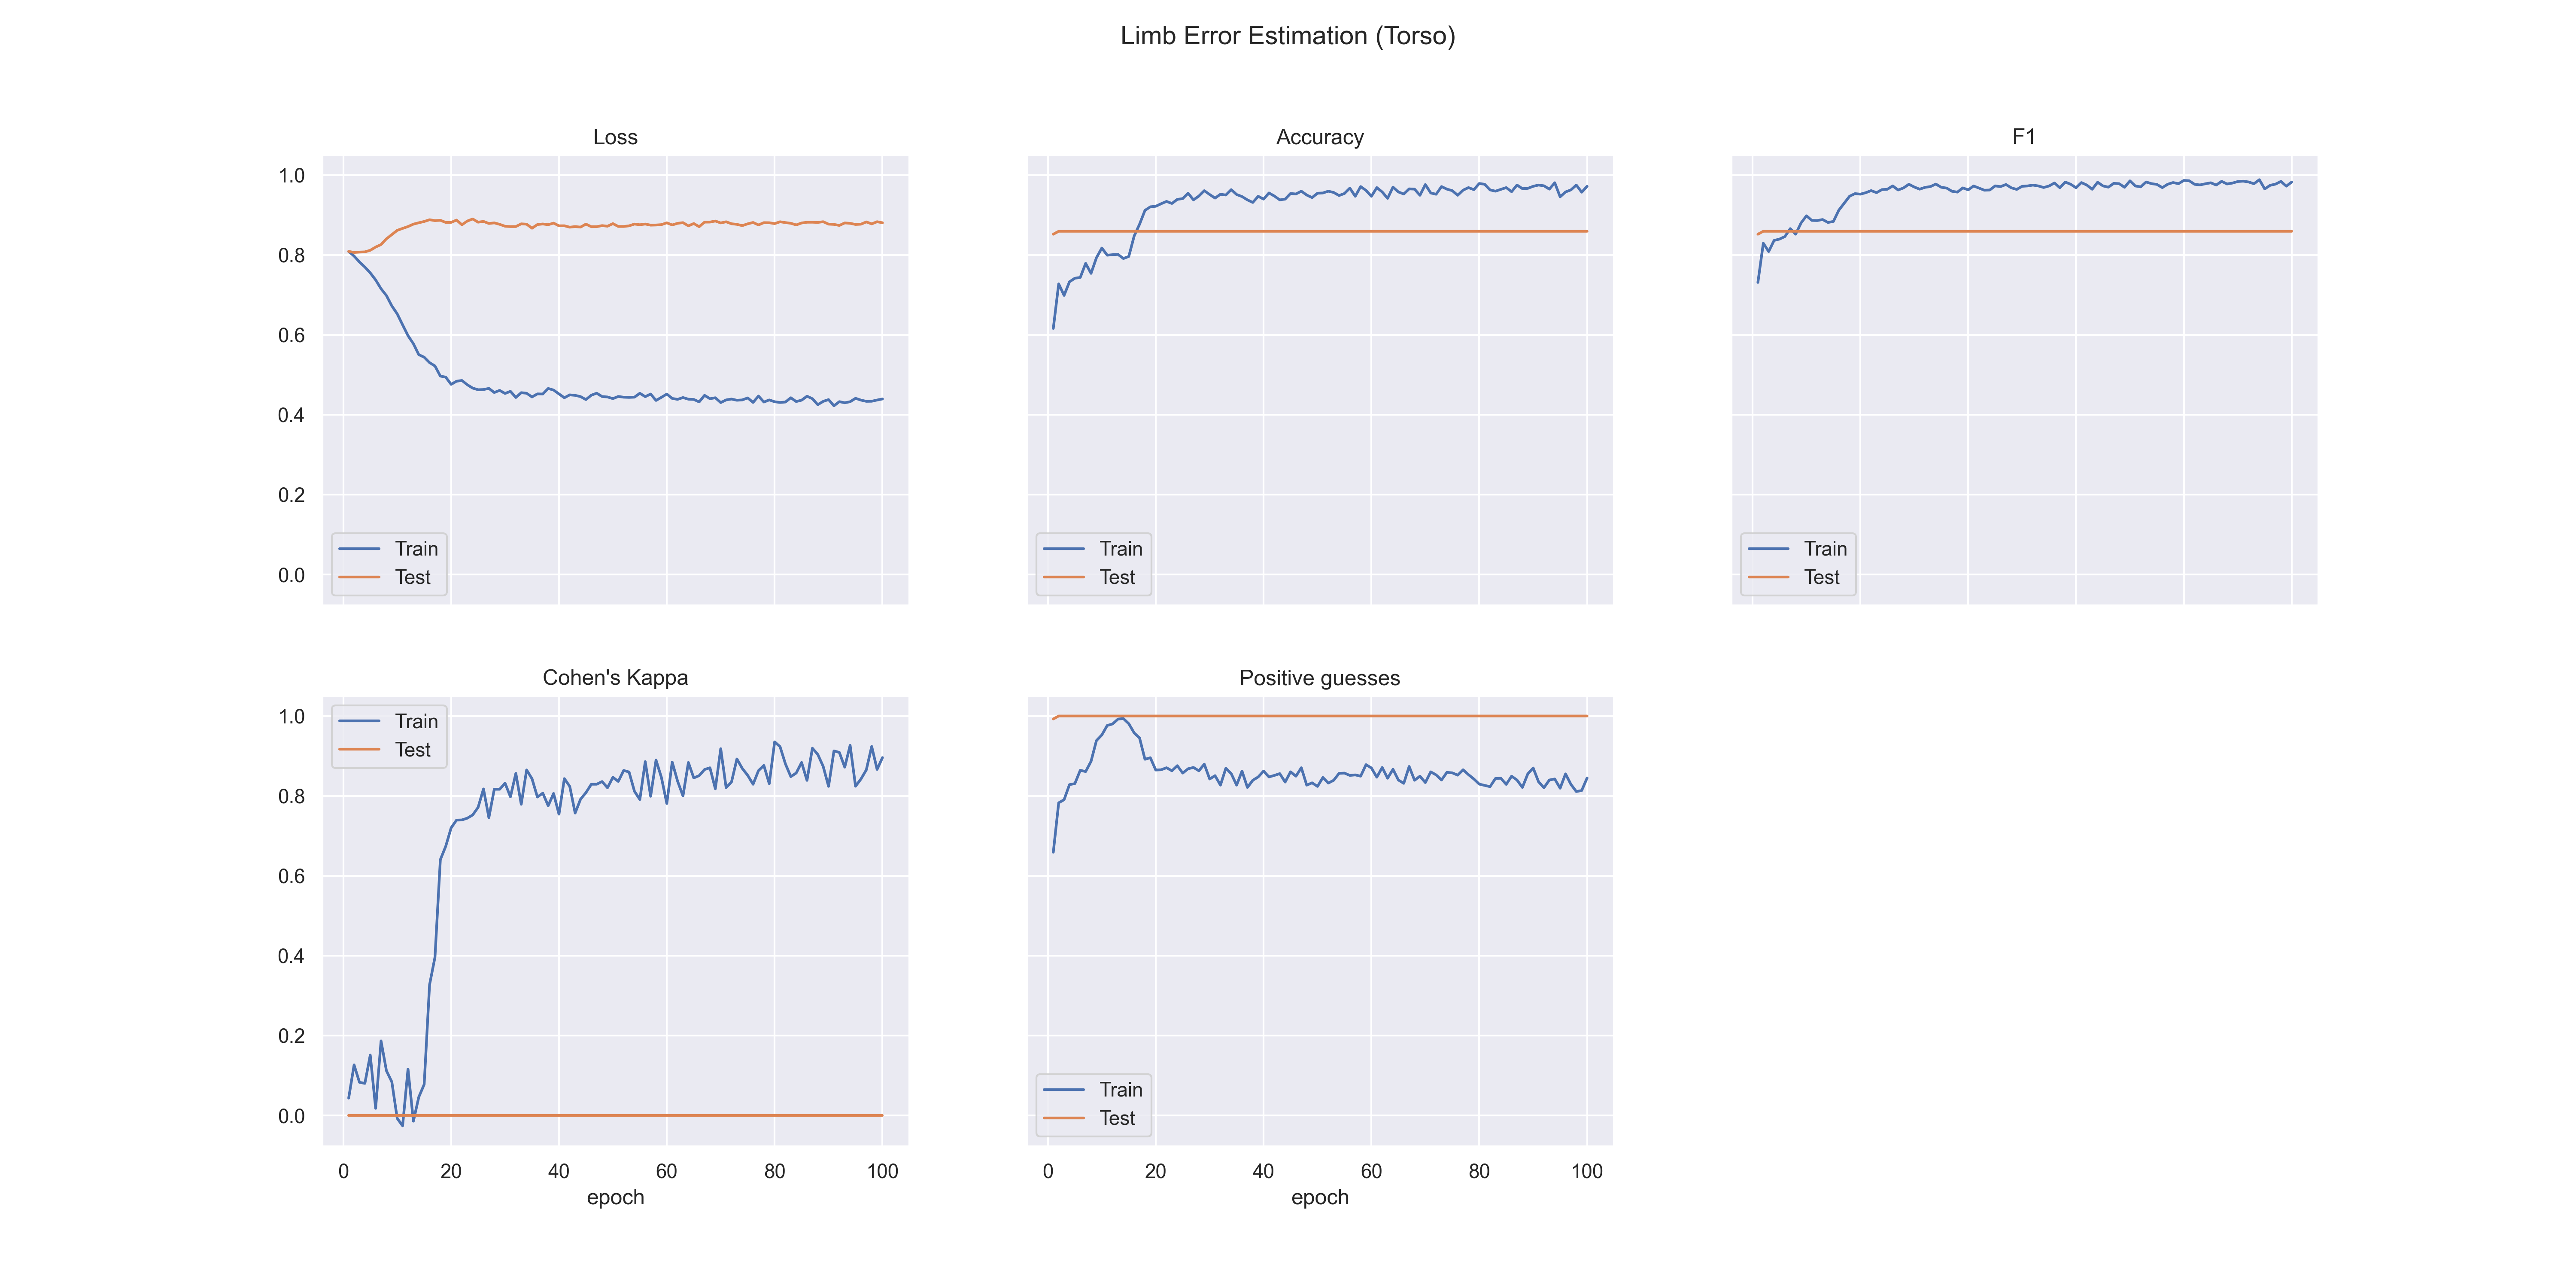 Limb Error Estimation (Torso)
Loss
1.0
0.8
0.6
0.4
0.2
0.0
Train
Test
Accuracy
Train
Test
F1
Train
Test
Cohen's Kappa
1.0
0.8
0.6
0.4
0.2
0.0
Train
Test
0 20 40 60 80 100
epoch
Positive guesses
Train
Test
0 20 40 60 80 100
epoch